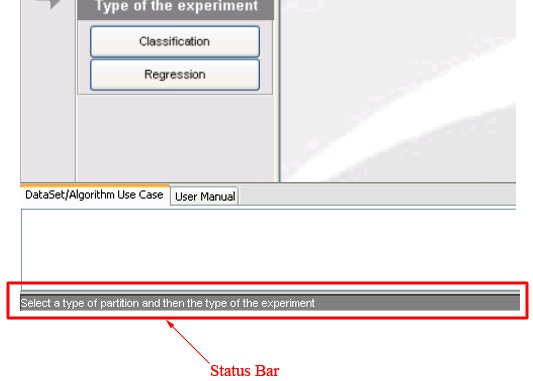 Type of the experiment
Classification
Regression
DataSet/Algorithm Use Case User Manual
Select a type of partition and then the type of the experiment
Status Bar